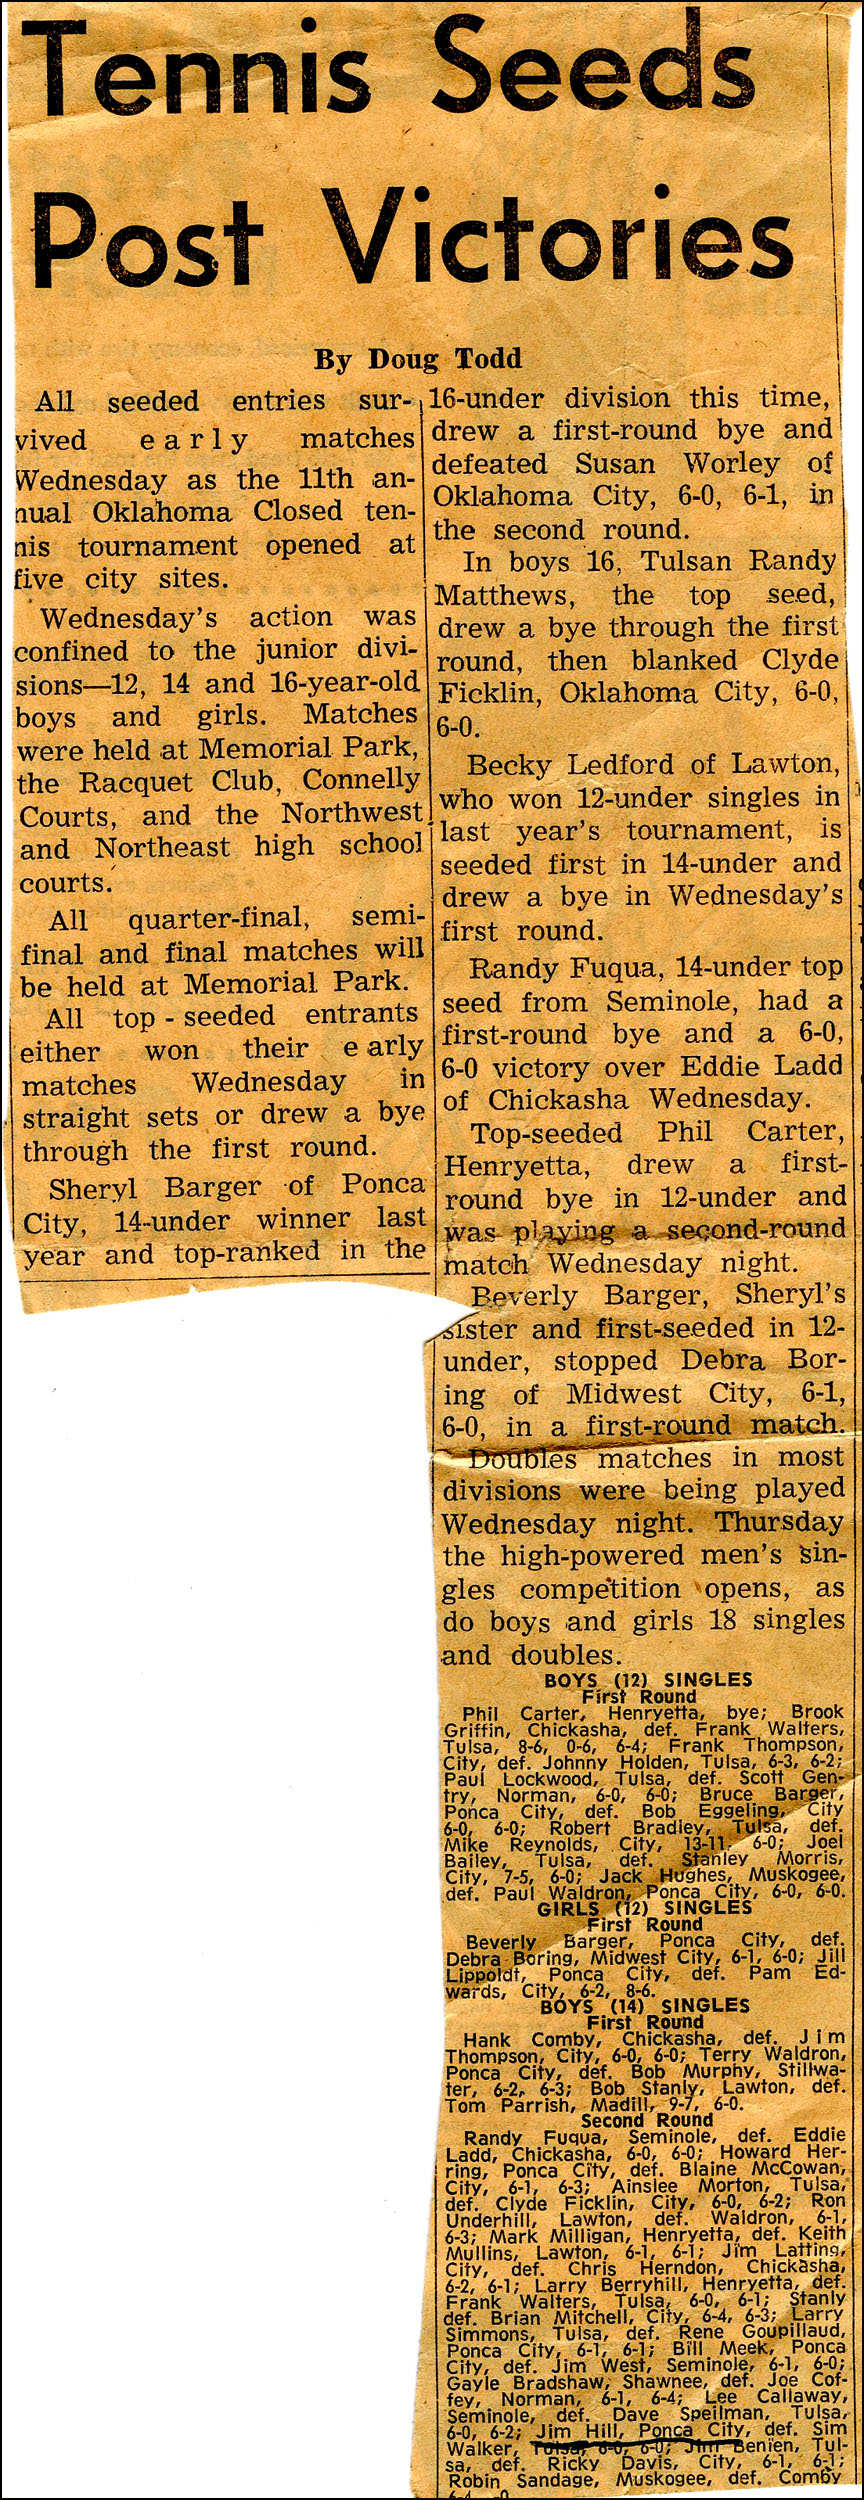 Tennis Seeds
Post Victories
By Doug Todd
All seeded entries sur-
vived early matches
Wednesday as the 11th an-
nual Oklahoma Closed ten-
nis tournament opened at
five city sites.
Wednesday's action was
confined to the junior divi-
sions—12, 14 and 16-year-old
boys and girls. Matches
were held at Memorial Park,
the Racquet Club, Connelly
Courts, and the Northwest
and Northeast high school
courts.
All quarter-final, semi-
final and final matches will
be held at Memorial Park.
All top - seeded entrants
either won their early
matches Wednesday in
straight sets or drew a bye
through the first round.
Sheryl Barger of Ponca
City, 14-under winner last
year and top-ranked in the
16-under division this time,
drew a first-round bye and
defeated Susan Worley of
Oklahoma City, 6-0, 6-1, in
the second round.
In boys 16, Tulsan Randy
Matthews, the top seed,
drew a bye through the first
round, then blanked Clyde
Ficklin, Oklahoma City, 6-0,
6-0.
Becky Ledford of Lawton,
who won 12-under singles in
last year's tournament, is
seeded first in 14-under and
drew a bye in Wednesday's
first round.
Randy Fuqua, 14-under top
seed from Seminole, had a
first-round bye and a 6-0,
6-0 victory over Eddie Ladd
of Chickasha Wednesday.
Top-seeded Phil Carter,
Henryetta, drew a first-
round bye in 12-under and
was playing a second-round
match Wednesday night.
Beverly Barger, Sheryl's
sister and first-seeded in 12-
under, stopped Debra Bor-
ing of Midwest City, 6-1,
6-0, in a first-round match.
Doubles matches in most
divisions were being played
Wednesday night. Thursday
the high-powered men's sin-
gles competition opens, as
do boys and girls 18 singles
and doubles.
BOYS (12) SINGLES
First Round
Phil Carter, Henryetta, bye; Brook
Griffin, Chickasha, def. Frank Walters,
Tulsa, 8-6, 0-6, 6-4; Frank Thompson,
City, def. Johnny Holden, Tulsa, 6-3, 6-2;
Paul Lockwood, Tulsa, def. Scott Gen-
try, Norman, 6-0, 6-0; Bruce Barger,
Ponca City, def. Bob Eggeling, City
6-0, 6-0; Robert Bradley, Tulsa, def.
Mike Reynolds, City, 13-11, 6-0; Joel
Bailey, Tulsa, def. Stanley Morris,
City, 7-5, 6-0; Jack Hughes, Muskogee,
def. Paul Waldron, Ponca City, 6-0, 6-0.
GIRLS (12) SINGLES
First Round
Beverly Barger, Ponca City, def.
Debra Boring, Midwest City, 6-1, 6-0; Jill
Lippoldt, Ponca City, def. Pam Ed-
wards, City, 6-2, 8-6.
BOYS (14) SINGLES
First Round
Hank Comby, Chickasha, def. Jim
Thompson, City, 6-0, 6-0; Terry Waldron,
Ponca City, def. Bob Murphy, Stillwa-
ter, 6-2, 6-3; Bob Stanly, Lawton, def.
Tom Parrish, Madill, 9-7, 6-0.
Second Round
Randy Fuqua, Seminole, def. Eddie
Ladd, Chickasha, 6-0, 6-0; Howard Her-
ring, Ponca City, def. Blaine McCowan,
City, 6-1, 6-3; Ainslee Morton, Tulsa,
def. Clyde Ficklin, City, 6-0, 6-2; Ron
Underhill, Lawton, def. Waldron, 6-1,
6-3; Mark Milligan, Henryetta, def. Keith
Mullins, Lawton, 6-1, 6-1; Jim Latting,
City, def. Chris Herndon, Chickasha,
6-2, 6-1; Larry Berryhill, Henryetta, def.
Frank Walters, Tulsa, 6-0, 6-1; Stanly
def. Brian Mitchell, City, 6-4, 6-3; Larry
Simmons, Tulsa, def. Rene Goupillaud,
Ponca City, 6-1, 6-1; Bill Meek, Ponca
City, def. Jim West, Seminole, 6-1, 6-0;
Gayle Bradshaw, Shawnee, def. Joe Cof-
fey, Norman, 6-1, 6-4; Lee Callaway,
Seminole, def. Dave Speilman, Tulsa,
6-0, 6-2; Jim Hill, Ponca City, def. Sim
Walker, Tulsa, 6-0, 6-0; Jim Benien, Tul-
sa, def. Ricky Davis, City, 6-1, 6-1;
Robin Sandage, Muskogee, def. Comby